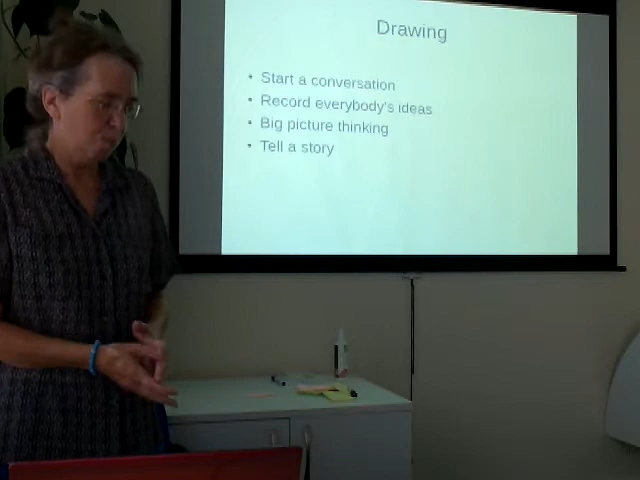 Drawing
• Start a conversation
• Record everybody's ideas
• Big picture thinking
• Tell a story